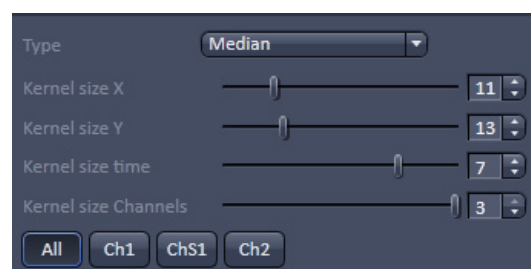 Type Median
Kernel size X 11
Kernel size Y 13
Kernel size time 7
Kernel size Channels 3
All Ch1 ChS1 Ch2